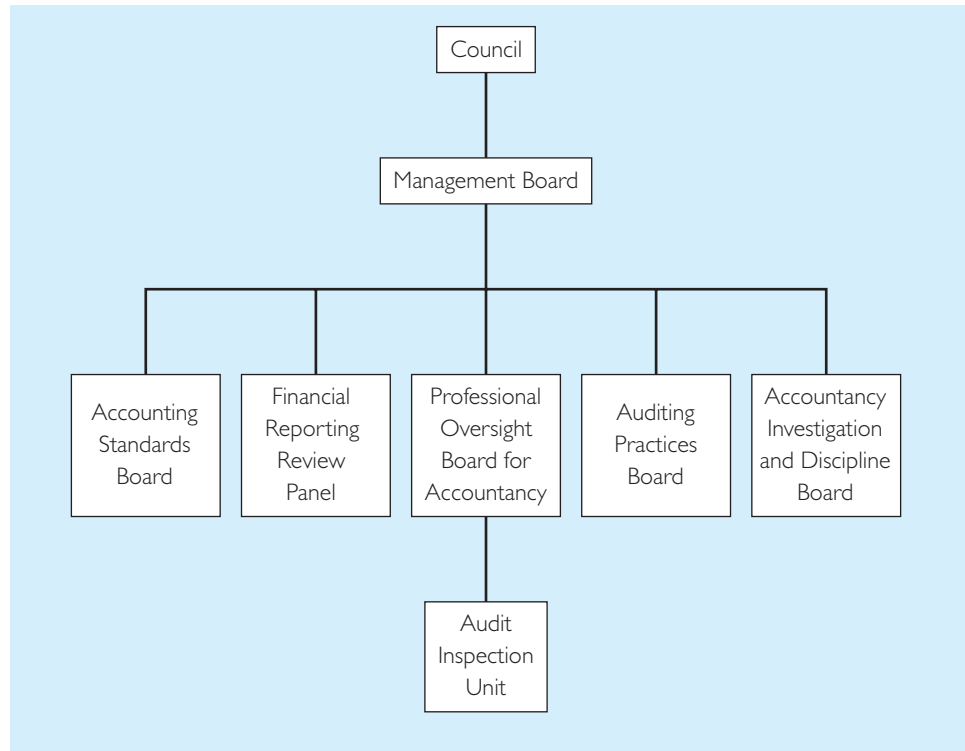 Council
Management Board
Accounting
Standards
Board
Financial
Reporting
Review
Panel
Professional
Oversight
Board for
Accountancy
Auditing
Practices
Board
Accountancy
Investigation
and Discipline
Board
Audit
Inspection
Unit